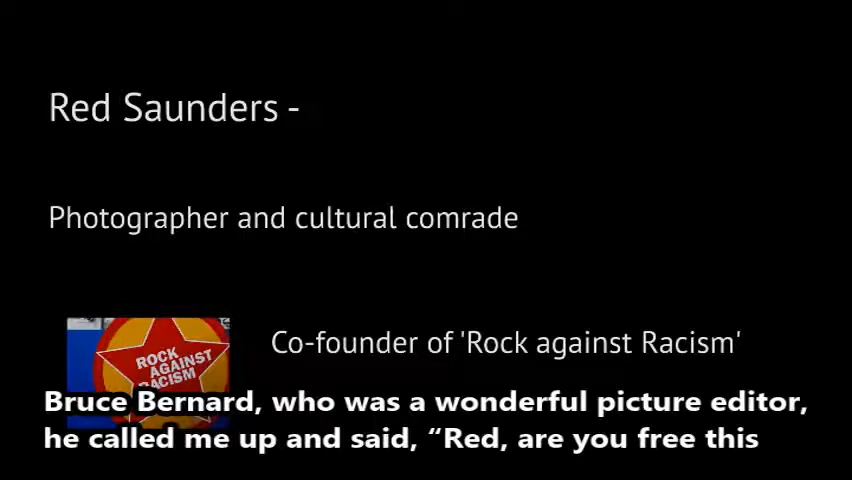 Red Saunders -
Photographer and cultural comrade
ROCK
AGAINST
RACISM
Co-founder of 'Rock against Racism'
Bruce Bernard, who was a wonderful picture editor,
he called me up and said, “Red, are you free this